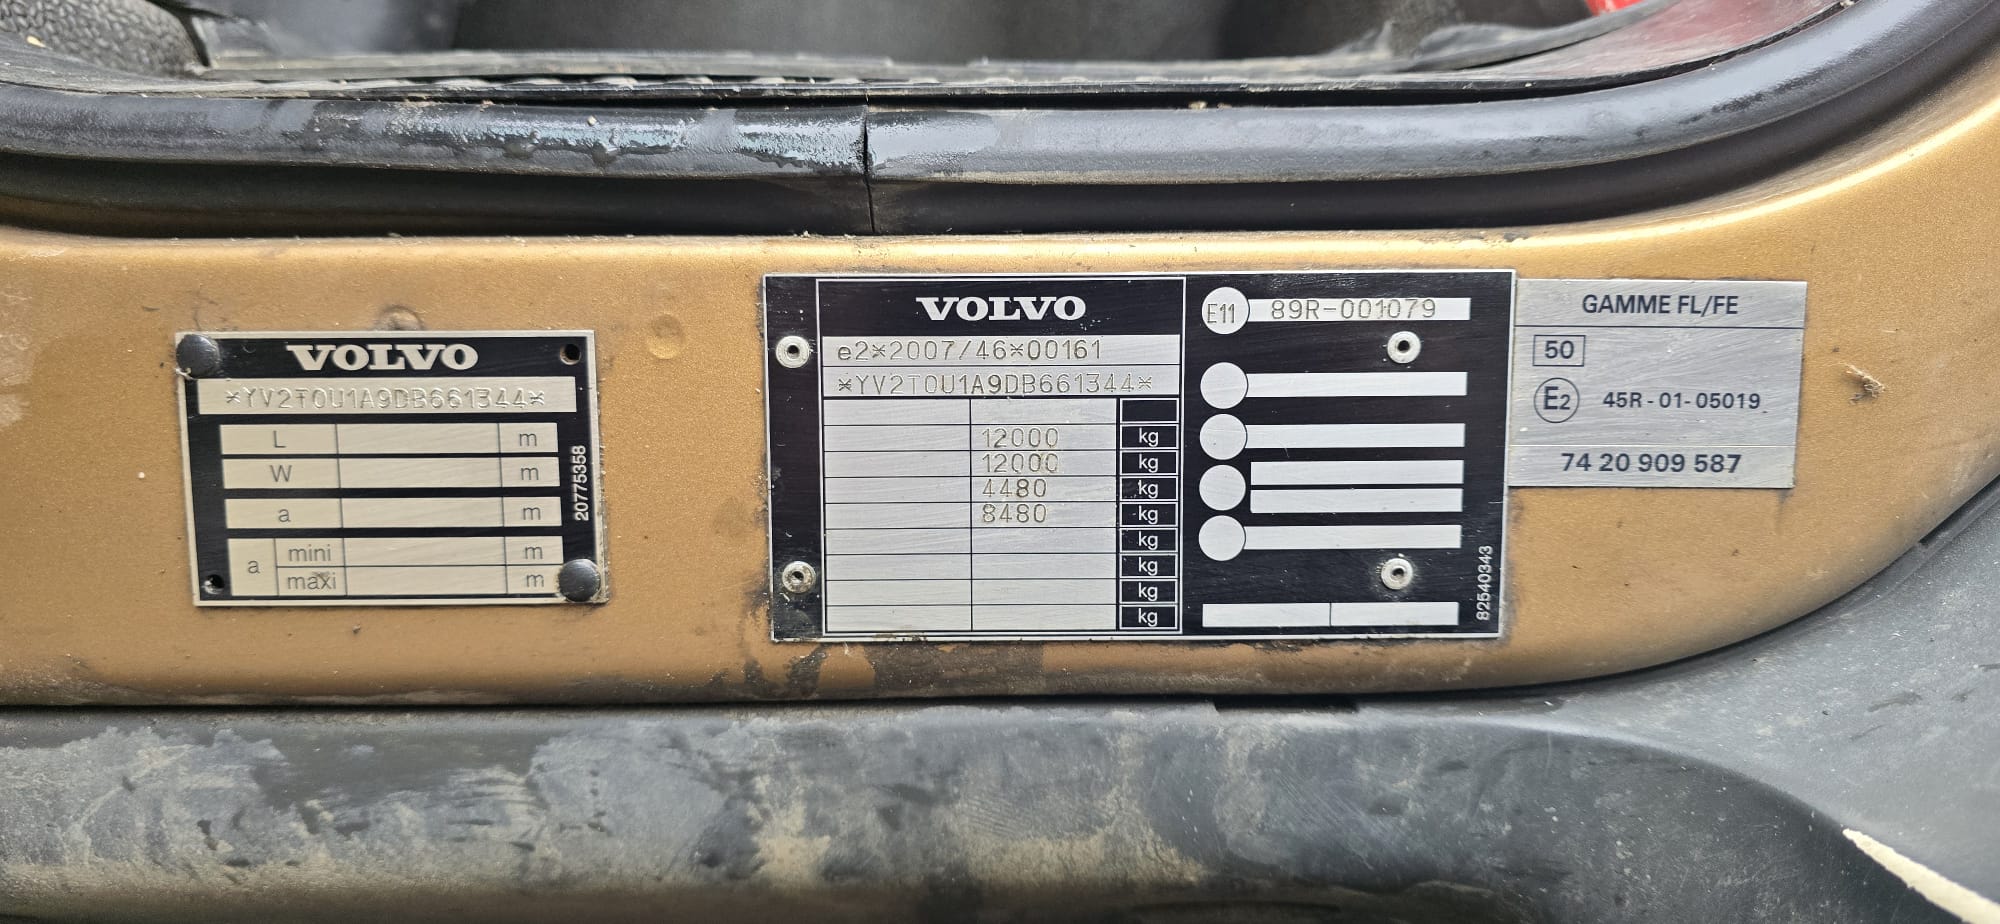 VOLVO
*YV2T0U1A9DB661344*
L m
W m
a m
a mini m
maxi m
20775358
VOLVO
e2*2007/46*00161
*YV2T0U1A9DB661344*
12000 kg
12000 kg
4480 kg
8480 kg
kg
kg
kg
kg
E11 89R-001079
82540343
GAMME FL/FE
50
E2 45R-01-05019
74 20 909 587